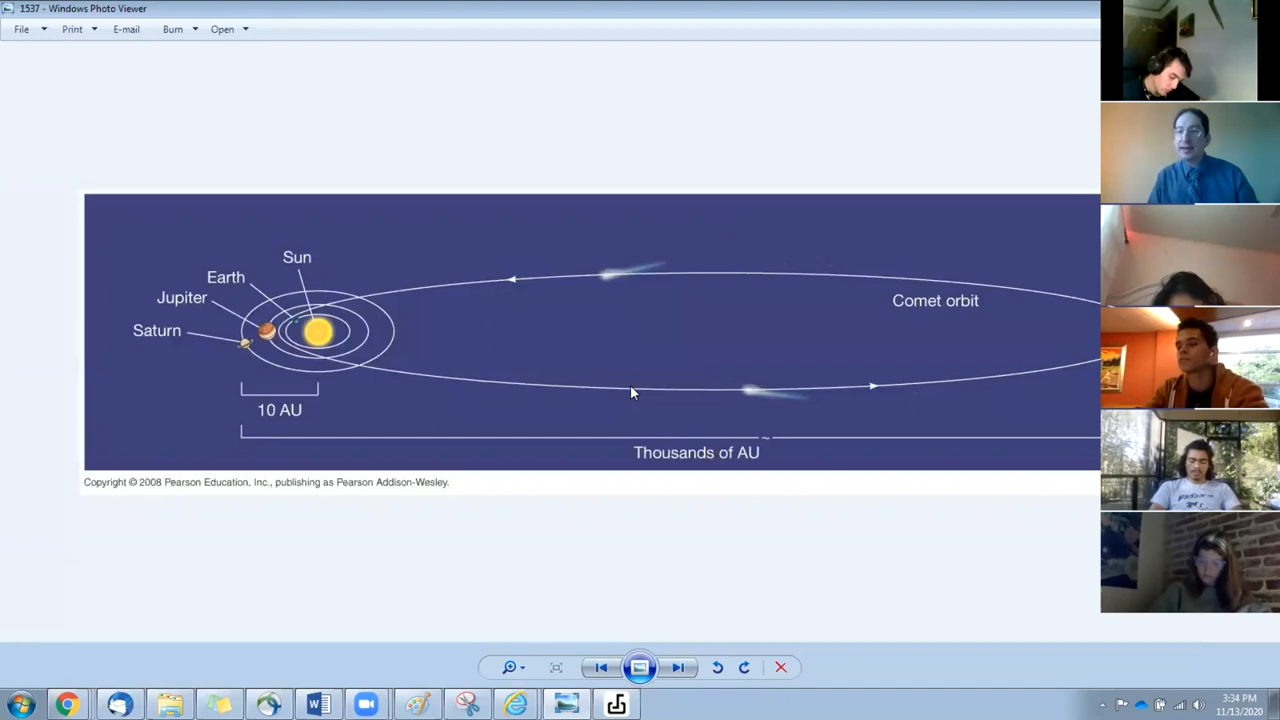 1537 - Windows Photo Viewer
File Print E-mail Burn Open
Sun
Earth
Jupiter
Saturn
Comet orbit
10 AU
Thousands of AU
Copyright © 2008 Pearson Education, Inc., publishing as Pearson Addison-Wesley.
3:34 PM
11/13/2020